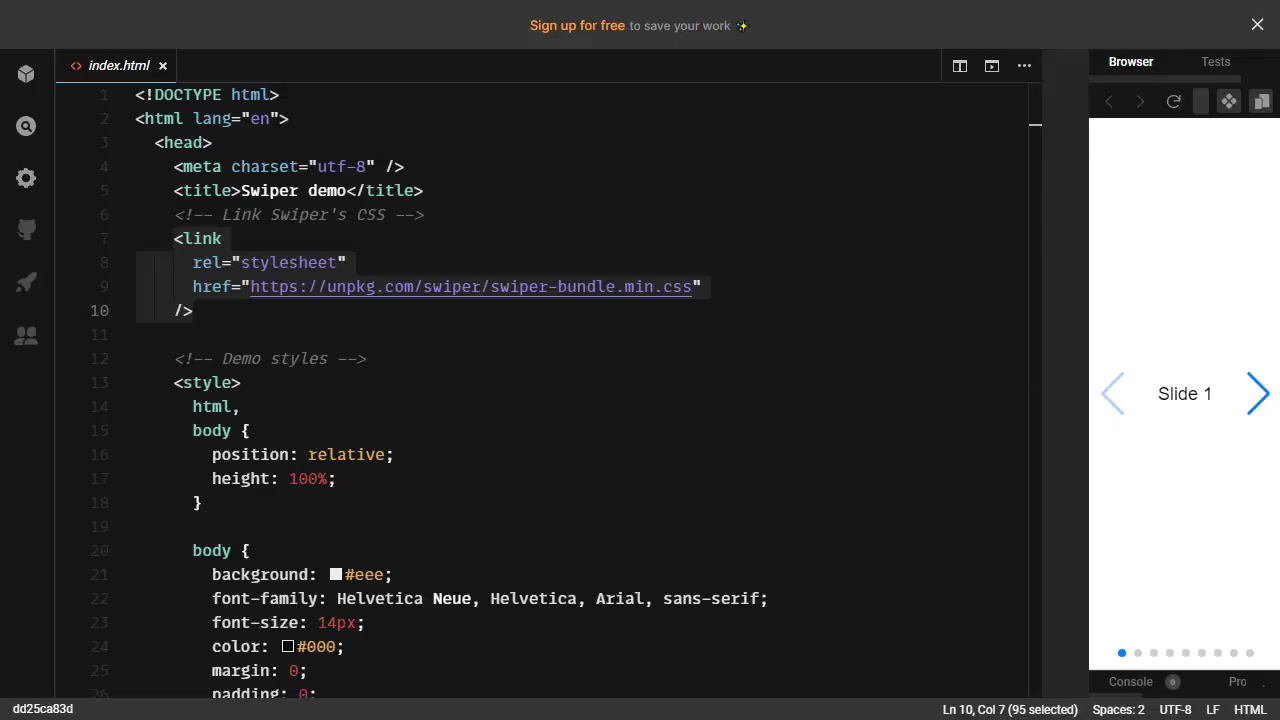 Sign up for free to save your work ✨
index.html
Browser Tests
1 <!DOCTYPE html>
2 <html lang="en">
3 <head>
4 <meta charset="utf-8" />
5 <title>Swiper demo</title>
6 <!-- Link Swiper's CSS -->
7 <link
8 rel="stylesheet"
9 href="https://unpkg.com/swiper/swiper-bundle.min.css"
10 />
11
12 <!-- Demo styles -->
13 <style>
14 html,
15 body {
16 position: relative;
17 height: 100%;
18 }
19
20 body {
21 background: #eee;
22 font-family: Helvetica Neue, Helvetica, Arial, sans-serif;
23 font-size: 14px;
24 color: #000;
25 margin: 0;
26 padding: 0;
Slide 1
Console 0 Pro
dd25ca83d
Ln 10, Col 7 (95 selected) Spaces: 2 UTF-8 LF HTML